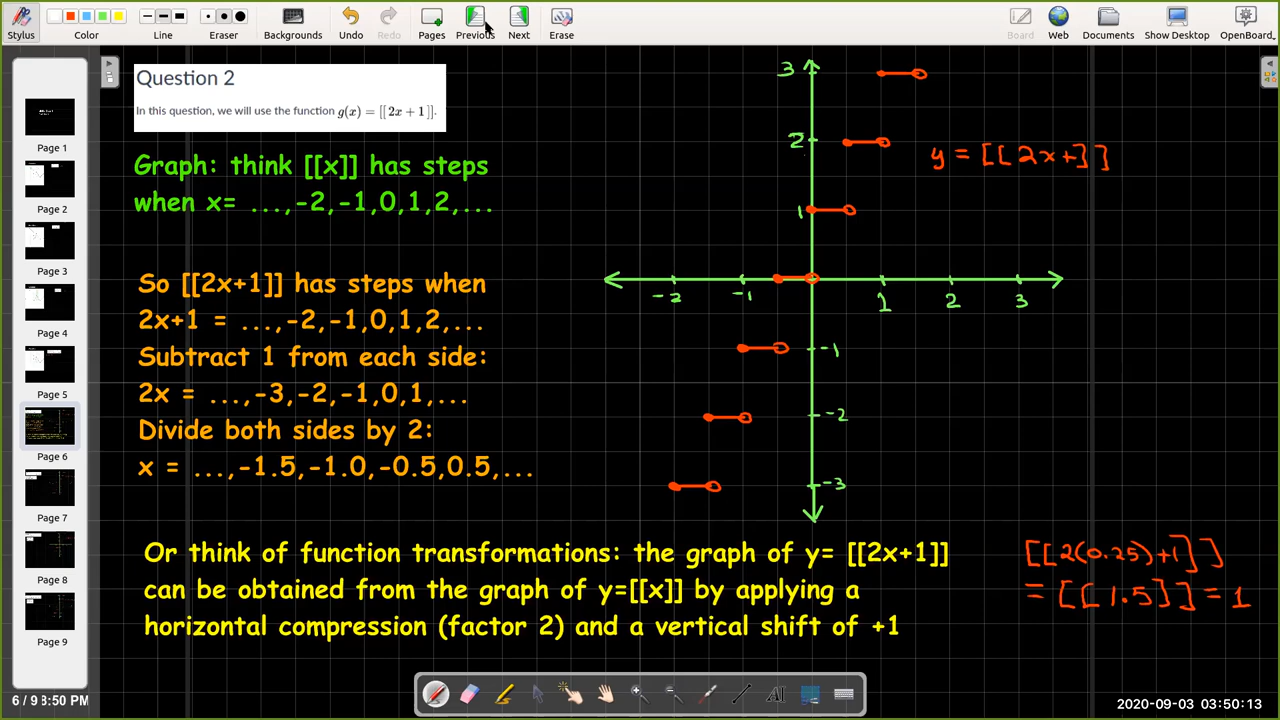 Stylus
Color
Line
Eraser
Backgrounds
Undo
Redo
Pages
Previous
Next
Erase
Board
Web
Documents
Show Desktop
OpenBoard
Page 1
Page 2
Page 3
Page 4
Page 5
Page 6
Page 7
Page 8
Page 9
Question 2
In this question, we will use the function g(x) = [[ 2x + 1 ]].
Graph: think [[x]] has steps
when x= ...,-2,-1,0,1,2,...
So [[2x+1]] has steps when
2x+1 = ...,-2,-1,0,1,2,...
Subtract 1 from each side:
2x = ...,-3,-2,-1,0,1,...
Divide both sides by 2:
x = ...,-1.5,-1.0,-0.5,0.5,...
3
2
1
-2 -1 1 2 3
-1
-2
-3
y = [[2x+]]
Or think of function transformations: the graph of y= [[2x+1]]
can be obtained from the graph of y=[[x]] by applying a
horizontal compression (factor 2) and a vertical shift of +1
[[2(0.25)+1]]
= [[1.5]] = 1
AI
6 / 9
3:50 PM
2020-09-03 03:50:13